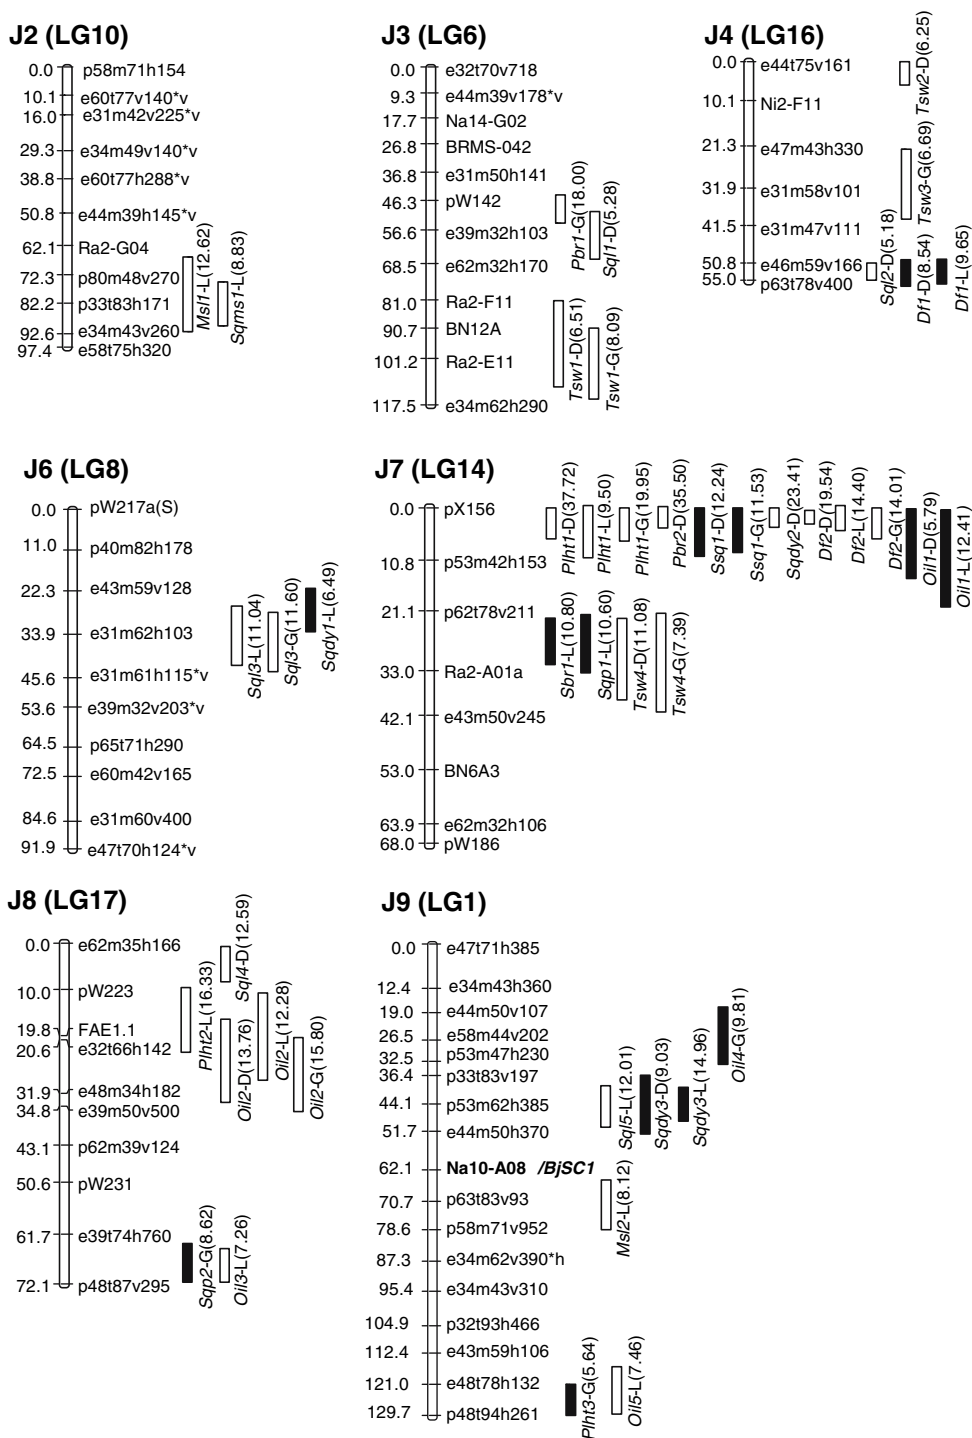 J2 (LG10)
0.0 p58m71h154
10.1 e60t77v140*v
16.0 e31m42v225*v
29.3 e34m49v140*v
38.8 e60t77h288*v
50.8 e44m39h145*v
62.1 Ra2-G04
72.3 p80m48v270
82.2 p33t83h171
92.6 e34m43v260
97.4 e58t75h320
Msl1-L(12.62)
Sqms1-L(8.83)
J3 (LG6)
0.0 e32t70v718
9.3 e44m39v178*v
17.7 Na14-G02
26.8 BRMS-042
36.8 e31m50h141
46.3 pW142
56.6 e39m32h103
68.5 e62m32h170
81.0 Ra2-F11
90.7 BN12A
101.2 Ra2-E11
117.5 e34m62h290
Pbr1-G(18.00)
Sql1-D(5.28)
Tsw1-D(6.51)
Tsw1-G(8.09)
J4 (LG16)
0.0 e44t75v161
10.1 Ni2-F11
21.3 e47m43h330
31.9 e31m58v101
41.5 e31m47v111
50.8 e46m59v166
55.0 p63t78v400
Tsw2-D(6.25)
Tsw3-G(6.69)
Sql2-D(5.18)
Df1-D(8.54)
Df1-L(9.65)
J6 (LG8)
0.0 pW217a(S)
11.0 p40m82h178
22.3 e43m59v128
33.9 e31m62h103
45.6 e31m61h115*v
53.6 e39m32v203*v
64.5 p65t71h290
72.5 e60m42v165
84.6 e31m60v400
91.9 e47t70h124*v
Sql3-L(11.04)
Sql3-G(11.60)
Sqdy1-L(6.49)
J7 (LG14)
0.0 pX156
10.8 p53m42h153
21.1 p62t78v211
33.0 Ra2-A01a
42.1 e43m50v245
53.0 BN6A3
63.9 e62m32h106
68.0 pW186
Plht1-D(37.72)
Plht1-L(9.50)
Plht1-G(19.95)
Pbr2-D(35.50)
Ssq1-D(12.24)
Ssq1-G(11.53)
Sqdy2-D(23.41)
Df2-D(19.54)
Df2-L(14.40)
Df2-G(14.01)
Oil1-D(5.79)
Oil1-L(12.41)
Sbr1-L(10.80)
Sqp1-L(10.60)
Tsw4-D(11.08)
Tsw4-G(7.39)
J8 (LG17)
0.0 e62m35h166
10.0 pW223
19.8 FAE1.1
20.6 e32t66h142
31.9 e48m34h182
34.8 e39m50v500
43.1 p62m39v124
50.6 pW231
61.7 e39t74h760
72.1 p48t87v295
Plht2-L(16.33)
Sql4-D(12.59)
Oil2-D(13.76)
Oil2-L(12.28)
Oil2-G(15.80)
Sqp2-G(8.62)
Oil3-L(7.26)
J9 (LG1)
0.0 e47t71h385
12.4 e34m43h360
19.0 e44m50v107
26.5 e58m44v202
32.5 p53m47h230
36.4 p33t83v197
44.1 p53m62h385
51.7 e44m50h370
62.1 Na10-A08 /BjSC1
70.7 p63t83v93
78.6 p58m71v952
87.3 e34m62v390*h
95.4 e34m43v310
104.9 p32t93h466
112.4 e43m59h106
121.0 e48t78h132
129.7 p48t94h261
Sql5-L(12.01)
Sqdy3-D(9.03)
Sqdy3-L(14.96)
Oil4-G(9.81)
Msl2-L(8.12)
Plht3-G(5.64)
Oil5-L(7.46)